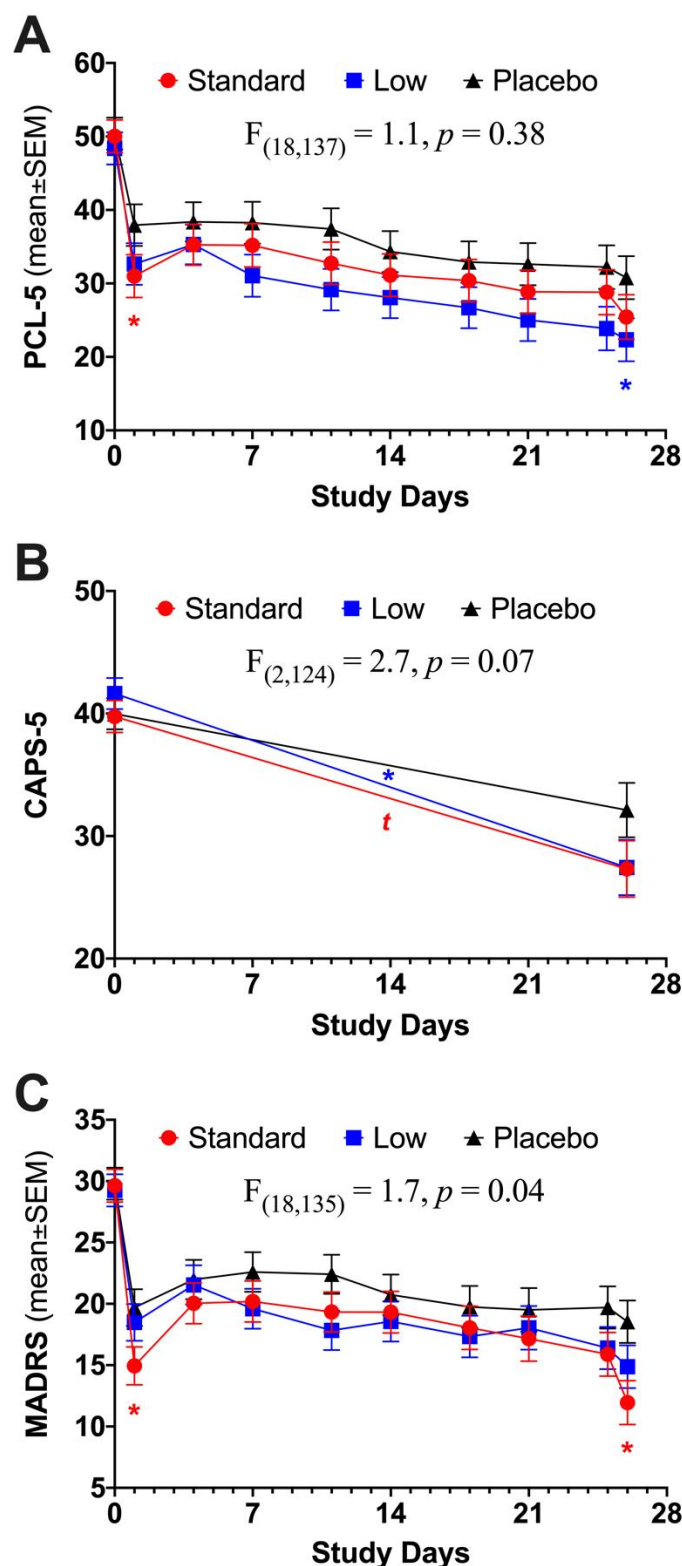 A
60
Standard Low Placebo
F(18,137) = 1.1, p = 0.38
50
40
30
20
10
PCL-5 (mean±SEM)
*
*
0 7 14 21 28
Study Days
B
50
Standard Low Placebo
F(2,124) = 2.7, p = 0.07
40
30
20
CAPS-5
*
t
0 7 14 21 28
Study Days
C
35
Standard Low Placebo
F(18,135) = 1.7, p = 0.04
30
25
20
15
10
5
MADRS (mean±SEM)
*
*
0 7 14 21 28
Study Days